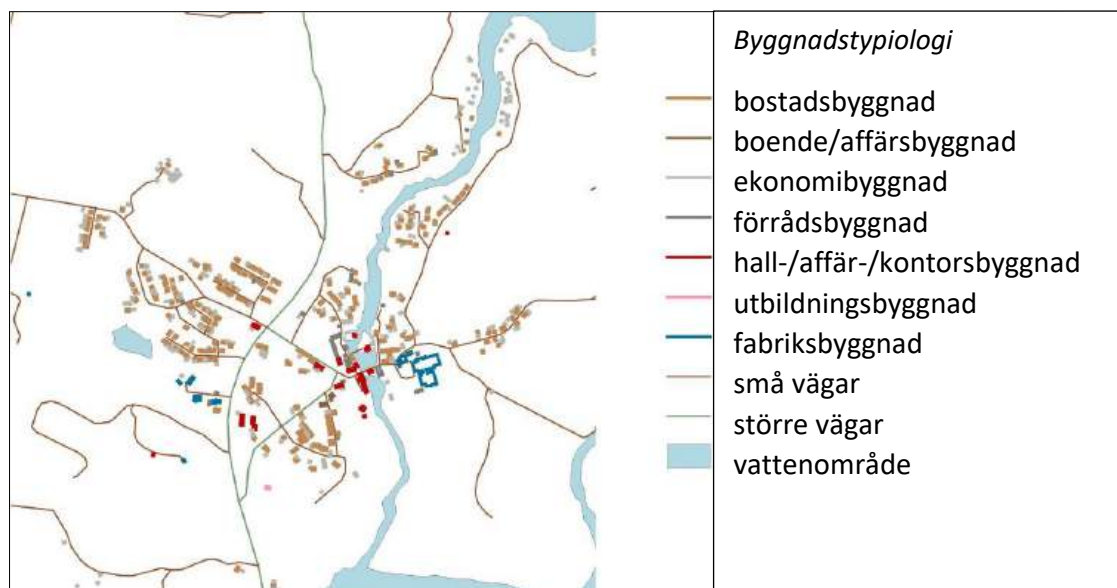 Byggnadstypiologi
bostadsbyggnad
boende/affärsbyggnad
ekonomibyggnad
förrådsbyggnad
hall-/affär-/kontorsbyggnad
utbildningsbyggnad
fabriksbyggnad
små vägar
större vägar
vattenområde